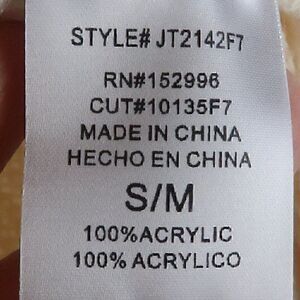 STYLE# JT2142F7
RN#152996
CUT#10135F7
MADE IN CHINA
HECHO EN CHINA
S/M
100%ACRYLIC
100% ACRYLICO